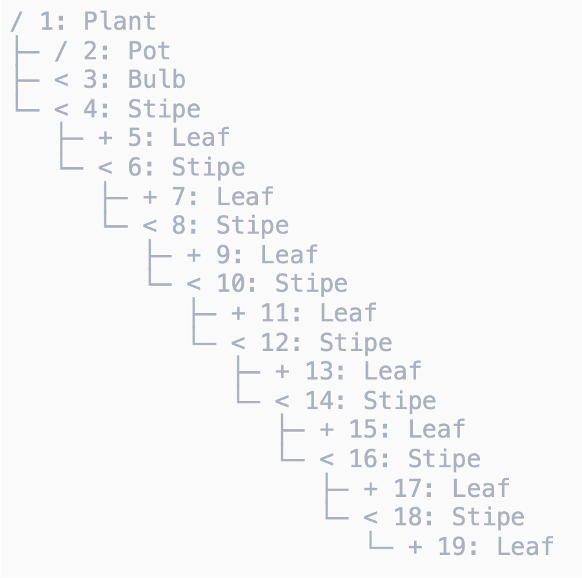 / 1: Plant
├─ / 2: Pot
├─ < 3: Bulb
└─ < 4: Stipe
   ├─ + 5: Leaf
   └─ < 6: Stipe
      ├─ + 7: Leaf
      └─ < 8: Stipe
         ├─ + 9: Leaf
         └─ < 10: Stipe
            ├─ + 11: Leaf
            └─ < 12: Stipe
               ├─ + 13: Leaf
               └─ < 14: Stipe
                  ├─ + 15: Leaf
                  └─ < 16: Stipe
                     ├─ + 17: Leaf
                     └─ < 18: Stipe
                        └─ + 19: Leaf